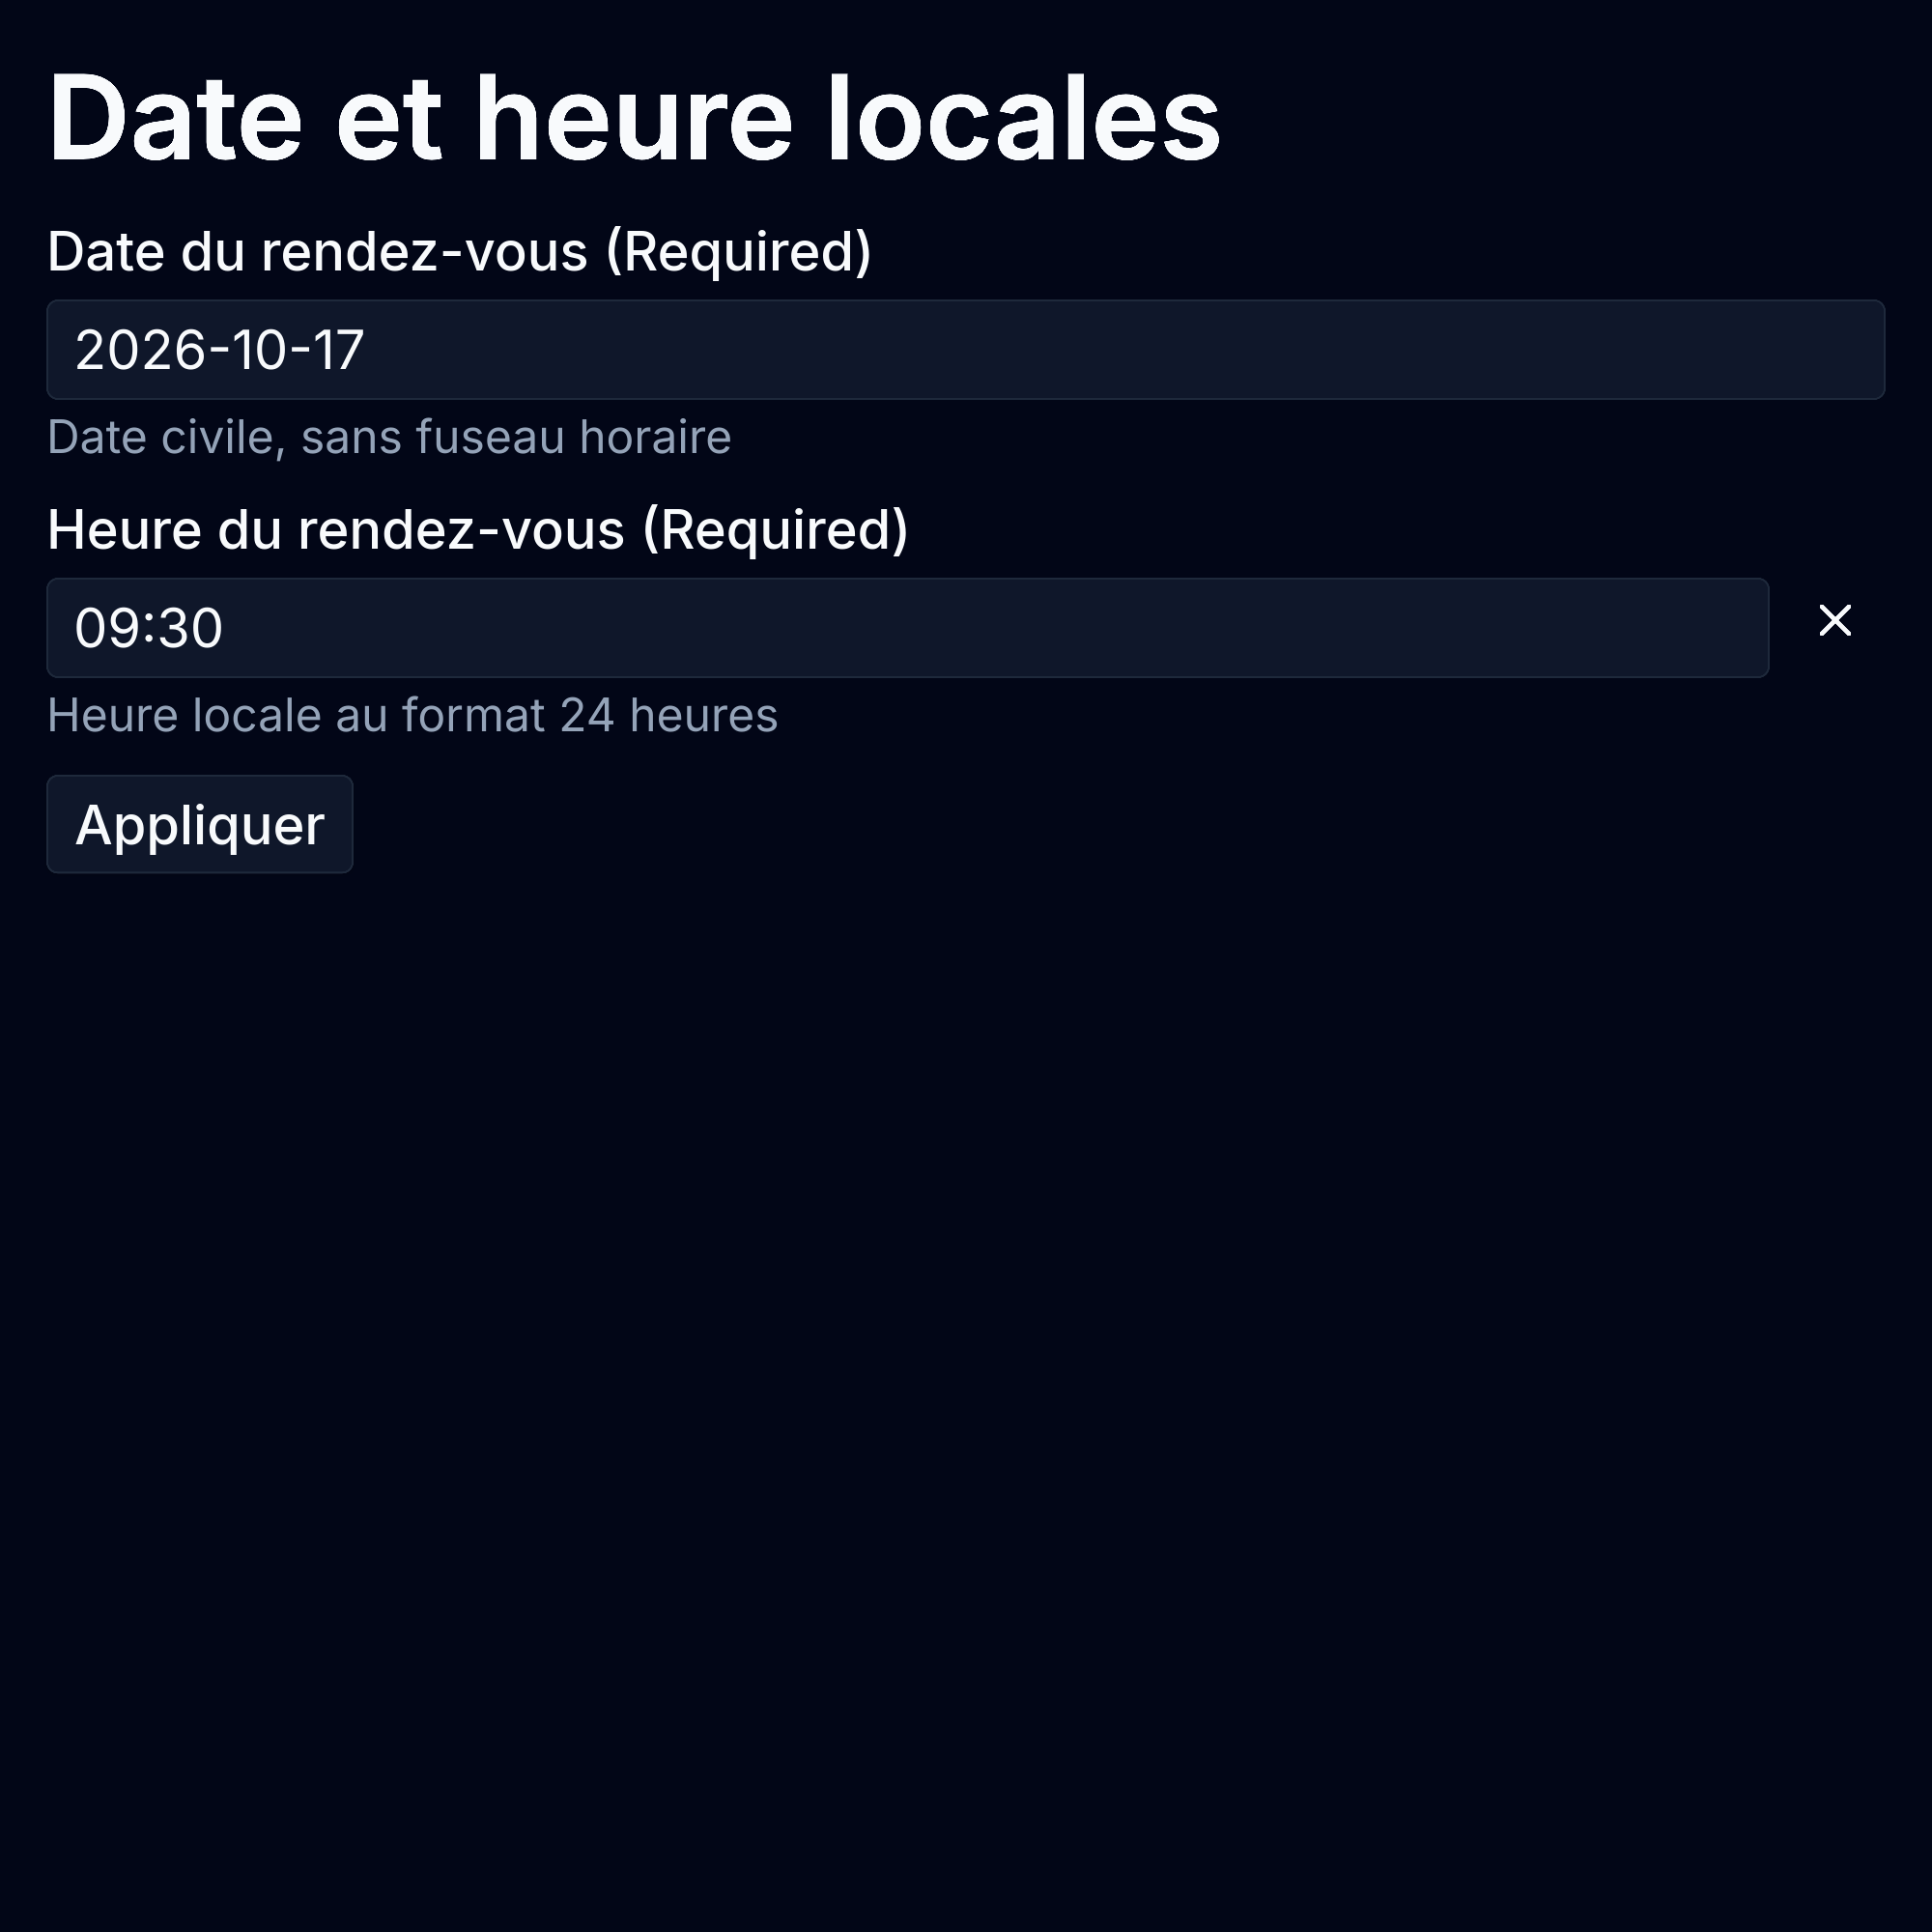 Date et heure locales
Date du rendez-vous (Required)
2026-10-17
Date civile, sans fuseau horaire
Heure du rendez-vous (Required)
09:30
Heure locale au format 24 heures
Appliquer